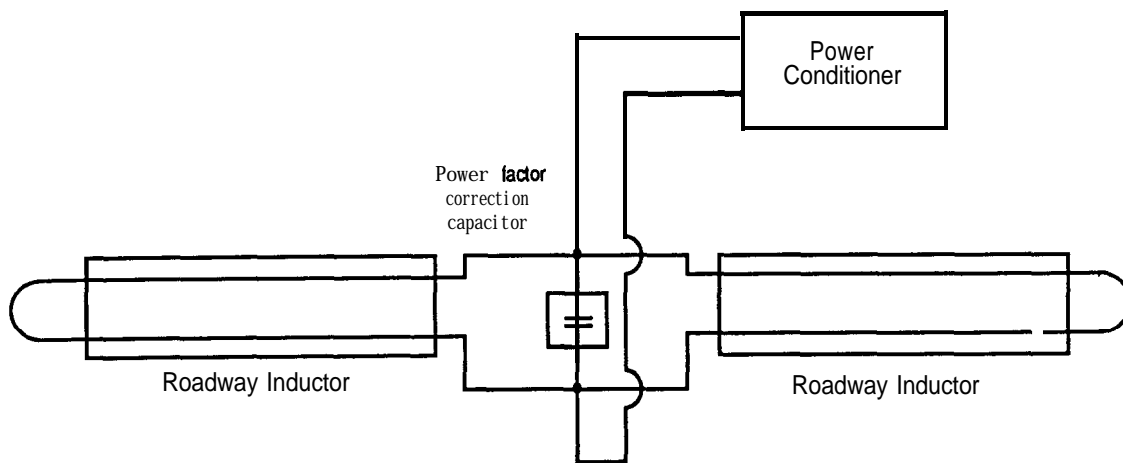 Power
Conditioner
Power factor
correction
capacitor
Roadway Inductor
Roadway Inductor